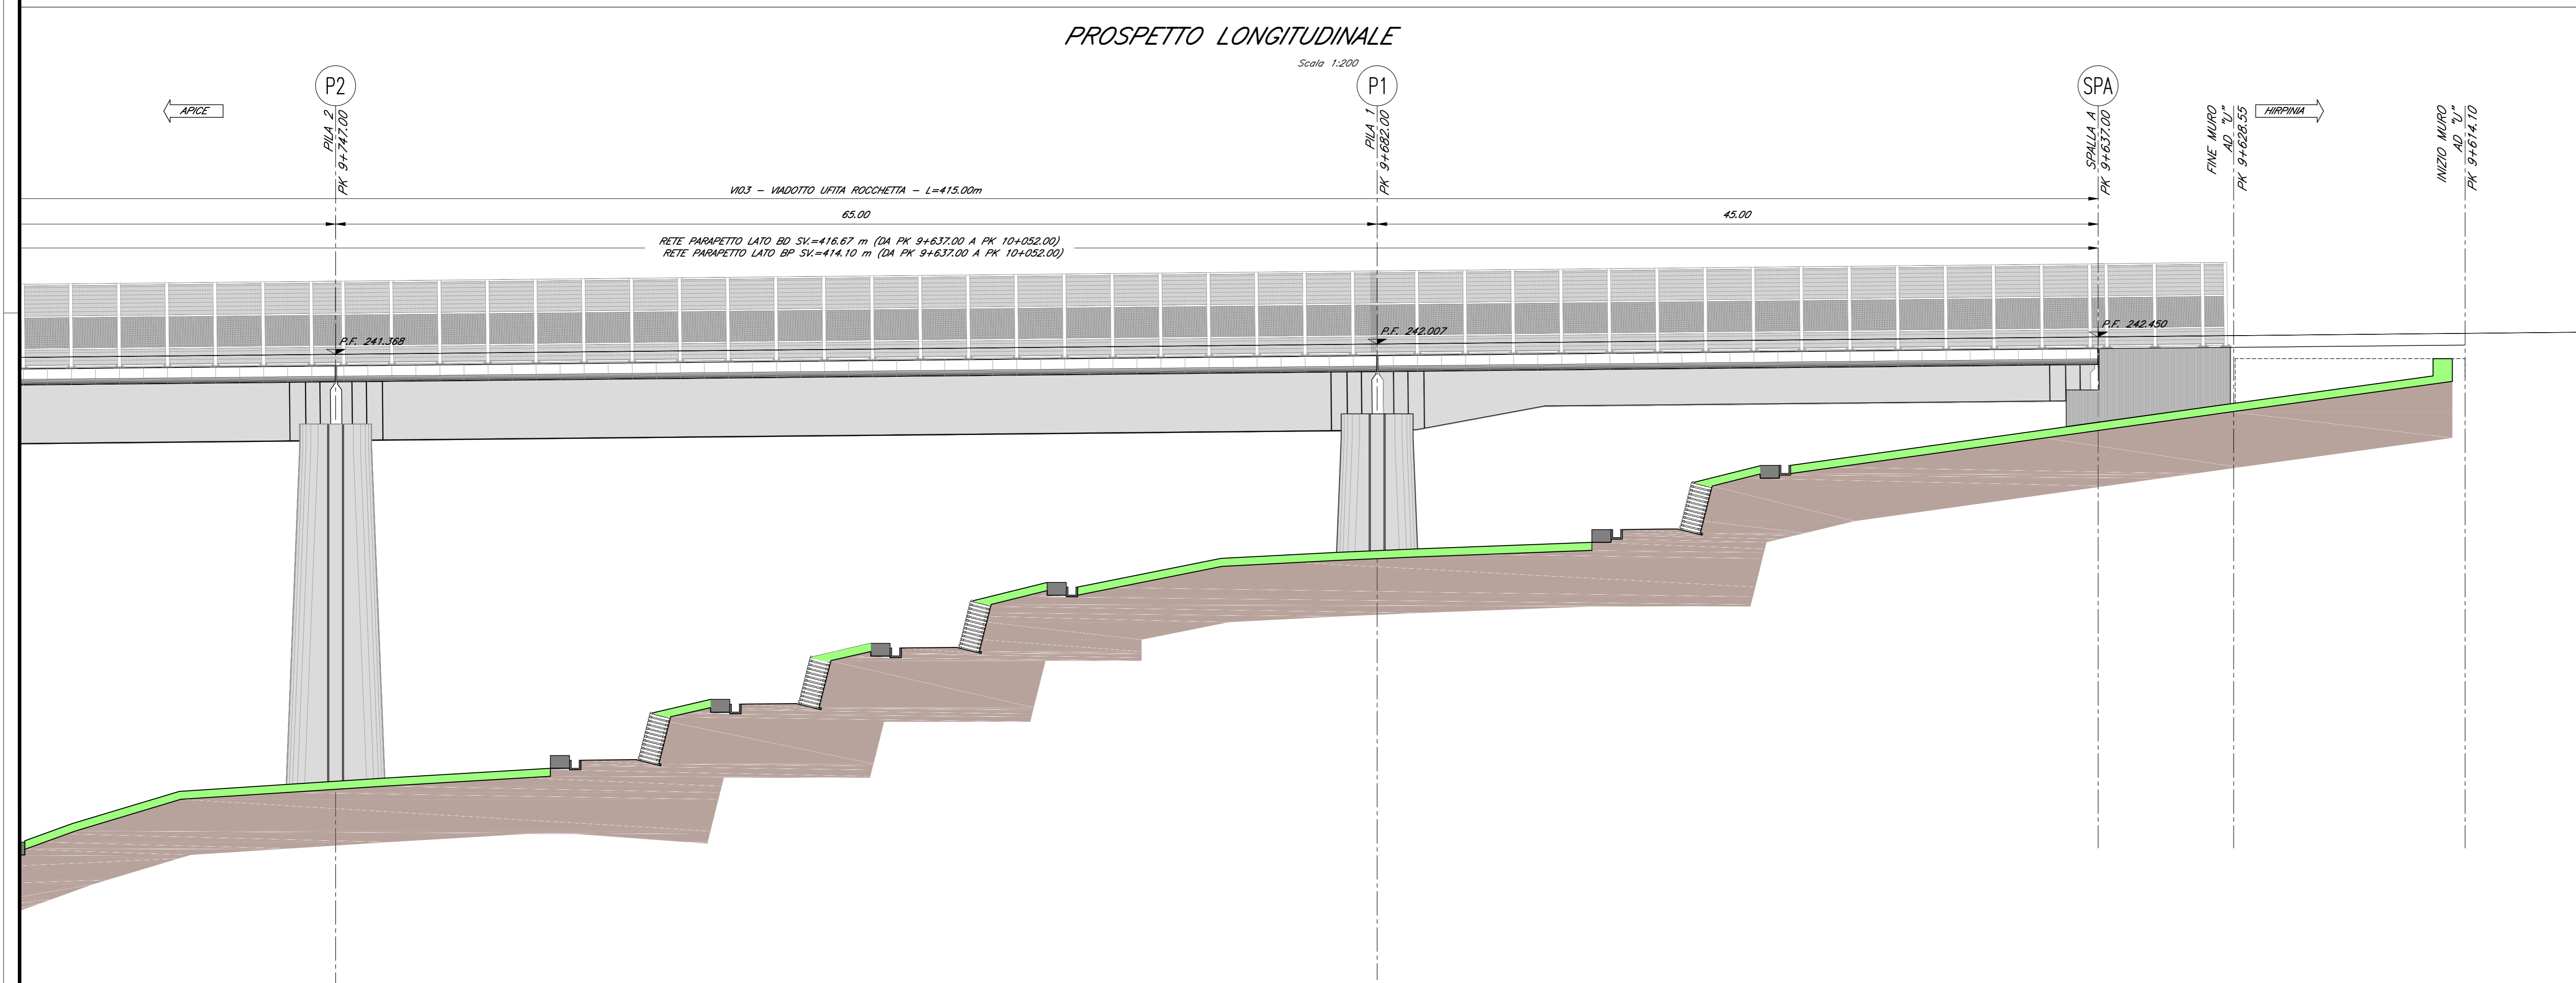 PROSPETTO LONGITUDINALE
Scala 1:200
P2
P1
SPA
APICE
HIRPINIA
PILA 2
PK 9+747.00
PILA 1
PK 9+682.00
SPALLA A
PK 9+637.00
FINE MURO
AD "U"
PK 9+628.55
INIZIO MURO
AD "U"
PK 9+614.10
VI03 - VIADOTTO UFITA ROCCHETTA - L=415.00m
65.00
45.00
RETE PARAPETTO LATO BD SV.=416.67 m (DA PK 9+637.00 A PK 10+052.00)
RETE PARAPETTO LATO BP SV.=414.10 m (DA PK 9+637.00 A PK 10+052.00)
P.F. 241.368
P.F. 242.007
P.F. 242.450